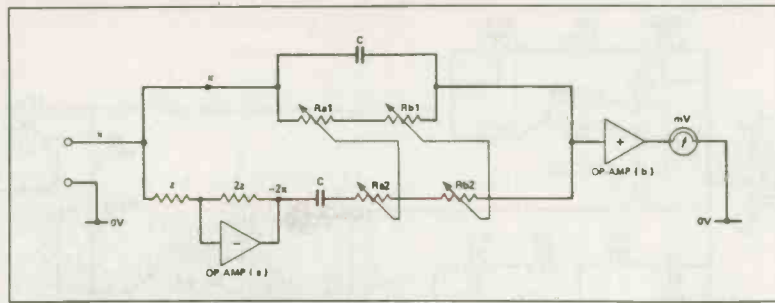 C
x
Ra1
Rb1
mV
x
+
OP AMP (b)
z
2z
-2x
C
Ra2
Rb2
0V
0V
-
OP AMP (a)